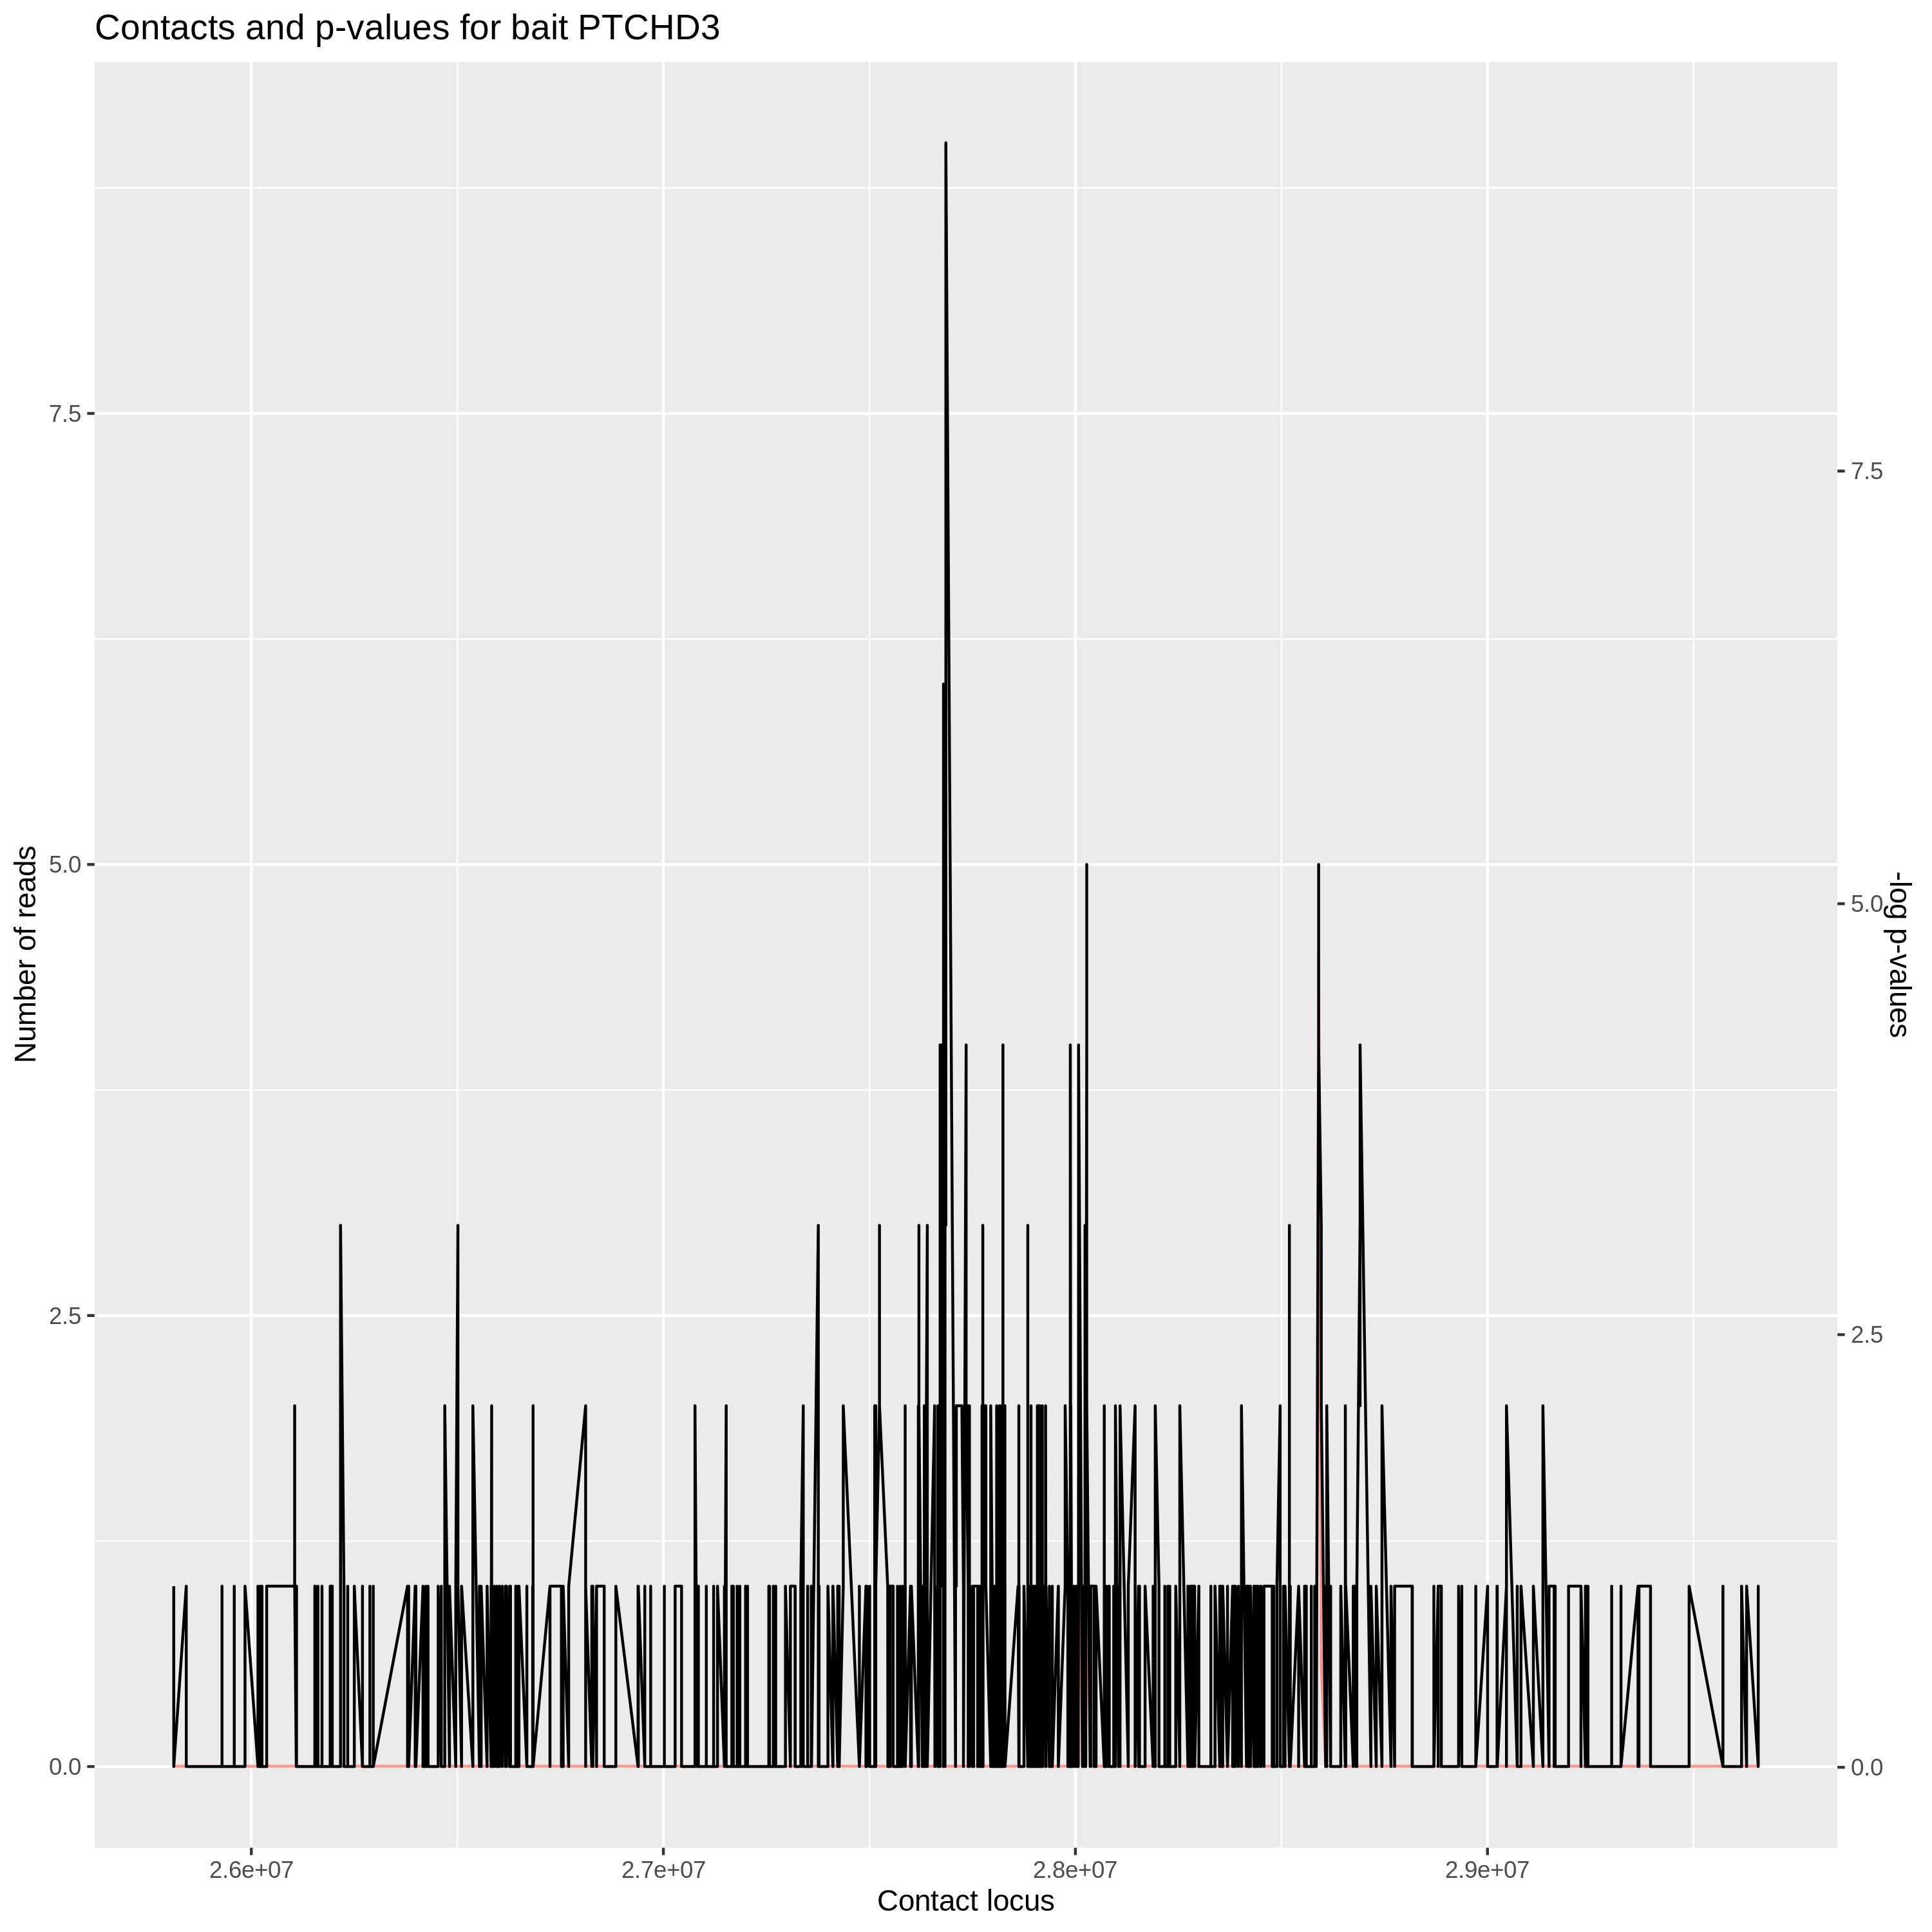 Contacts and p-values for bait PTCHD3
7.5
5.0
2.5
0.0
Number of reads
7.5
5.0
2.5
0.0
-log p-values
2.6e+07
2.7e+07
2.8e+07
2.9e+07
Contact locus